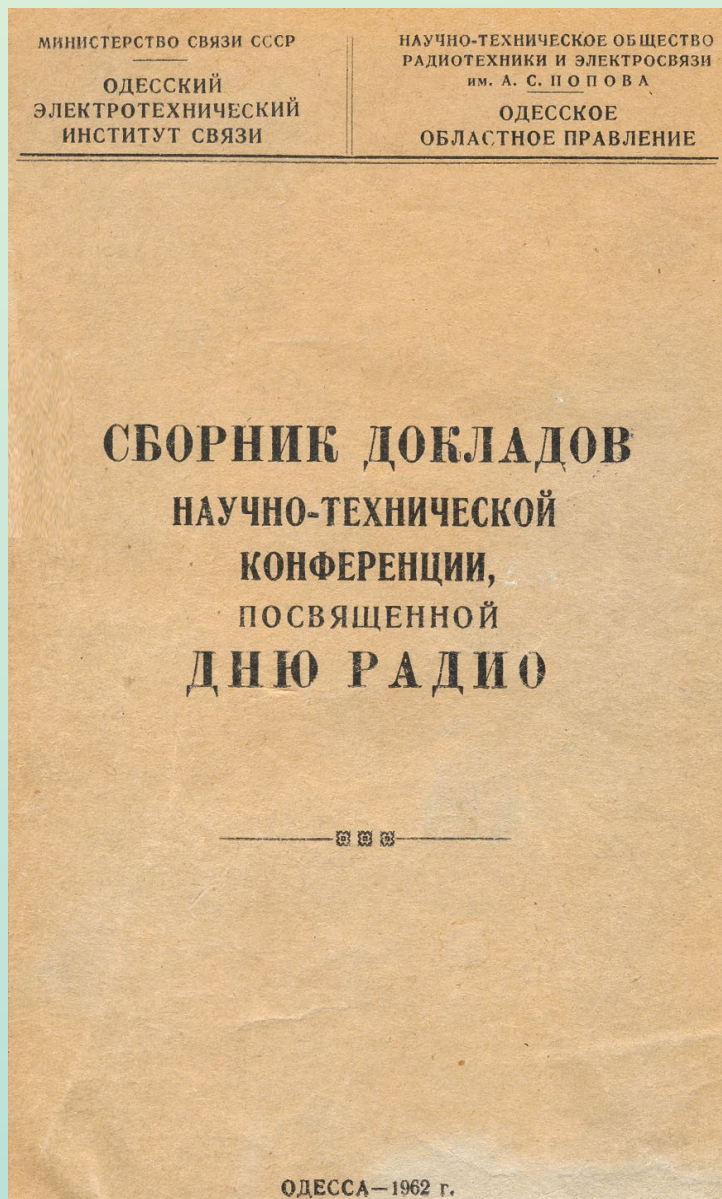 МИНИСТЕРСТВО СВЯЗИ СССР
ОДЕССКИЙ
ЭЛЕКТРОТЕХНИЧЕСКИЙ
ИНСТИТУТ СВЯЗИ
НАУЧНО-ТЕХНИЧЕСКОЕ ОБЩЕСТВО
РАДИОТЕХНИКИ И ЭЛЕКТРОСВЯЗИ
им. А. С. ПОПОВА
ОДЕССКОЕ
ОБЛАСТНОЕ ПРАВЛЕНИЕ
СБОРНИК ДОКЛАДОВ
НАУЧНО-ТЕХНИЧЕСКОЙ
КОНФЕРЕНЦИИ,
ПОСВЯЩЕННОЙ
ДНЮ РАДИО
ОДЕССА—1962 г.